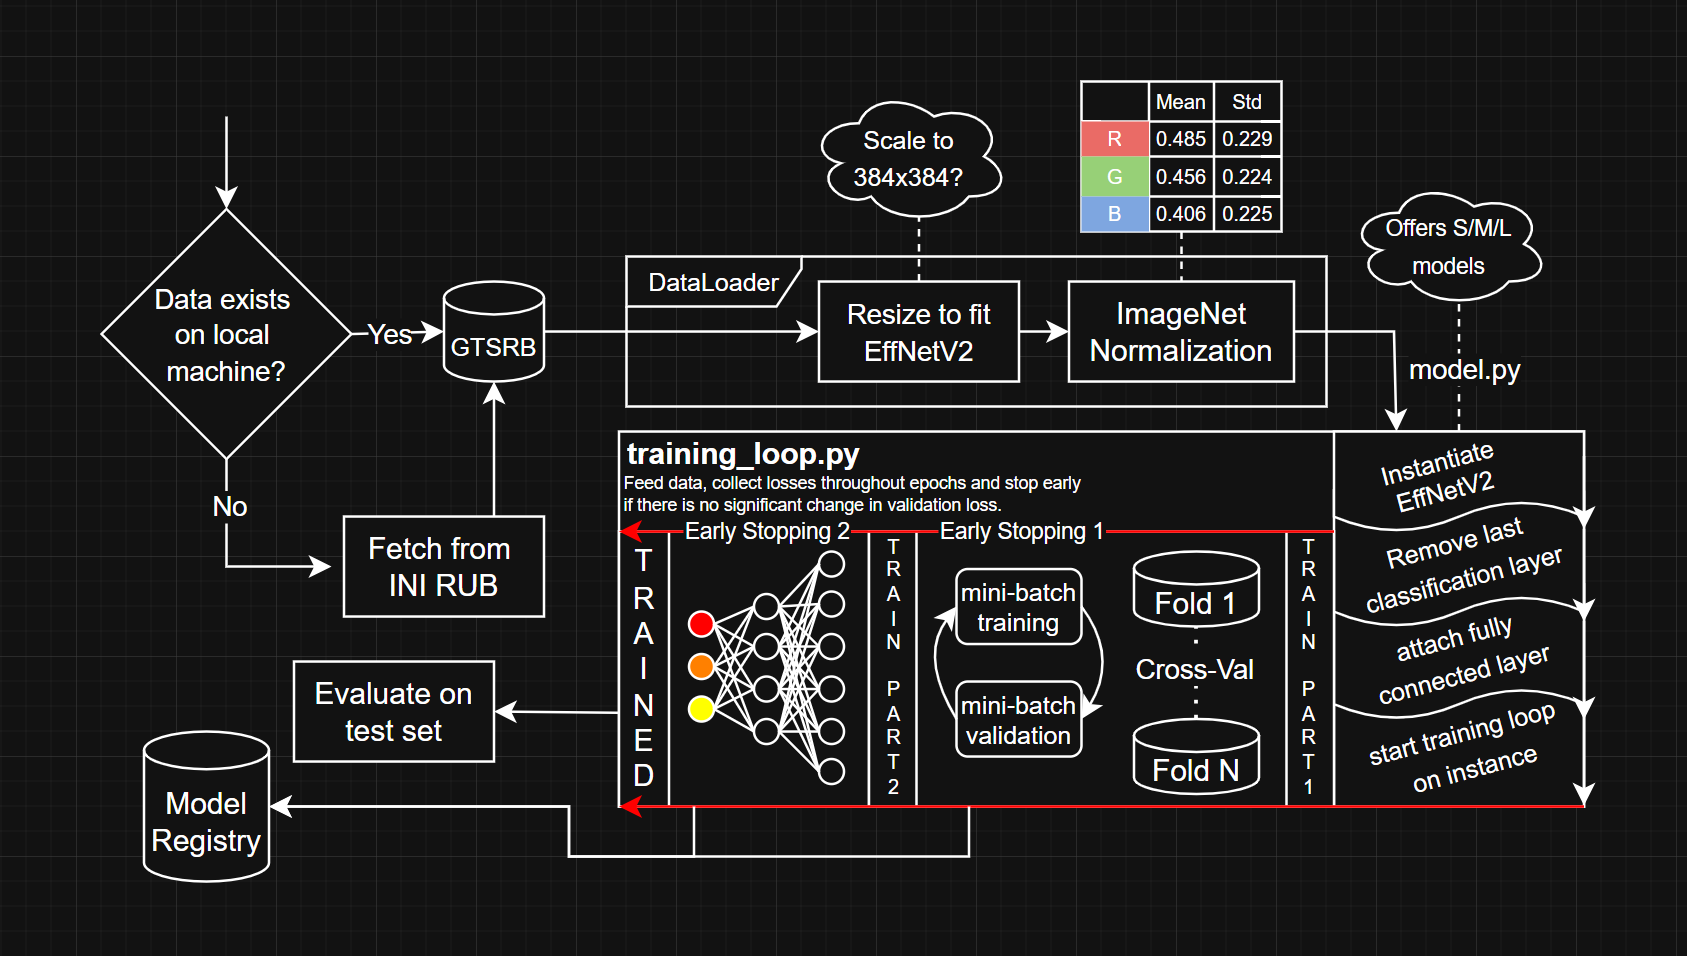 Data exists
on local
machine?
Yes
No
Fetch from
INI RUB
GTSRB
DataLoader
Scale to
384x384?
Resize to fit
EffNetV2
Mean Std
R 0.485 0.229
G 0.456 0.224
B 0.406 0.225
ImageNet
Normalization
Offers S/M/L
models
model.py
Instantiate
EffNetV2
Remove last
classification layer
attach fully
connected layer
start training loop
on instance
training_loop.py
Feed data, collect losses throughout epochs and stop early
if there is no significant change in validation loss.
Early Stopping 2
Early Stopping 1
TRAIN PART1
Fold 1
Cross-Val
Fold N
mini-batch
training
mini-batch
validation
TRAIN PART2
TRAINED
Evaluate on
test set
Model
Registry